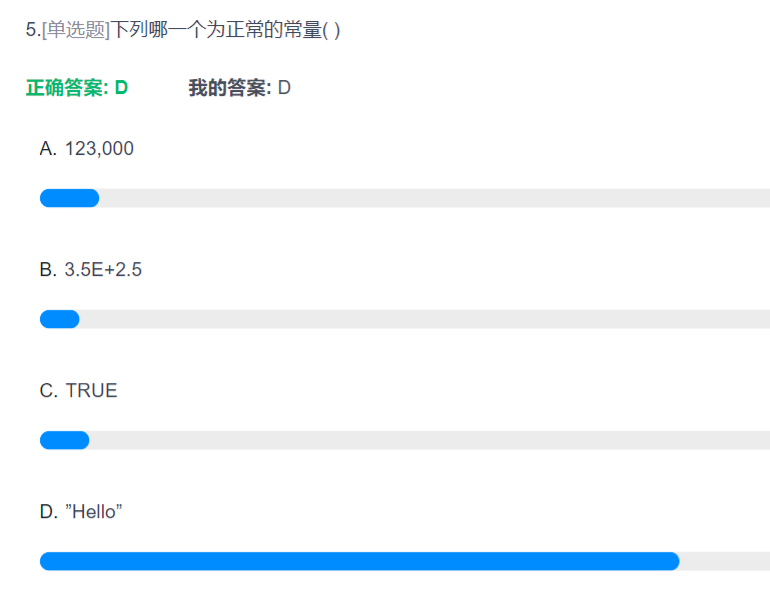 5.[单选题]下列哪一个为正常的常量( )
正确答案: D 我的答案: D
A. 123,000
B. 3.5E+2.5
C. TRUE
D. ”Hello”